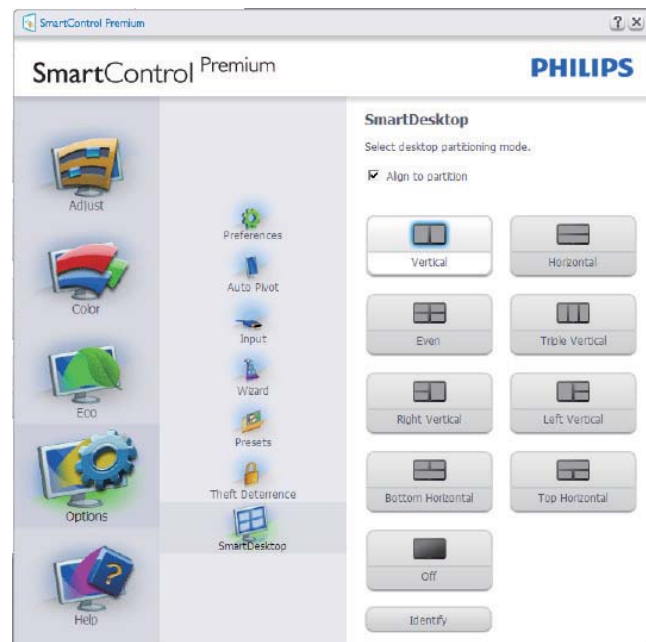 SmartControl Premium
SmartControl Premium
PHILIPS
Adjust
Color
Eco
Options
Help
Preferences
Auto Pivot
Input
Wizard
Presets
Theft Deterrence
SmartDesktop
SmartDesktop
Select desktop partitioning mode.
Align to partition
Vertical
Horizontal
Even
Triple Vertical
Right Vertical
Left Vertical
Bottom Horizontal
Top Horizontal
Off
Identify